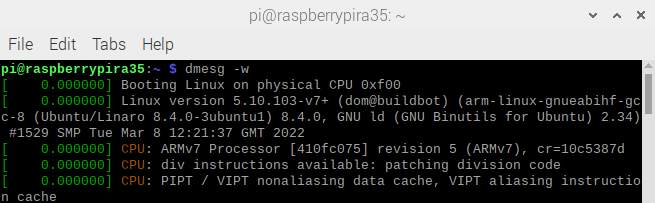 pi@raspberrypira35: ~
File Edit Tabs Help
pi@raspberrypira35:~ $ dmesg -w
[    0.000000] Booting Linux on physical CPU 0xf00
[    0.000000] Linux version 5.10.103-v7+ (dom@buildbot) (arm-linux-gnueabihf-gc
c-8 (Ubuntu/Linaro 8.4.0-3ubuntu1) 8.4.0, GNU ld (GNU Binutils for Ubuntu) 2.34)
 #1529 SMP Tue Mar 8 12:21:37 GMT 2022
[    0.000000] CPU: ARMv7 Processor [410fc075] revision 5 (ARMv7), cr=10c5387d
[    0.000000] CPU: div instructions available: patching division code
[    0.000000] CPU: PIPT / VIPT nonaliasing data cache, VIPT aliasing instructio
n cache